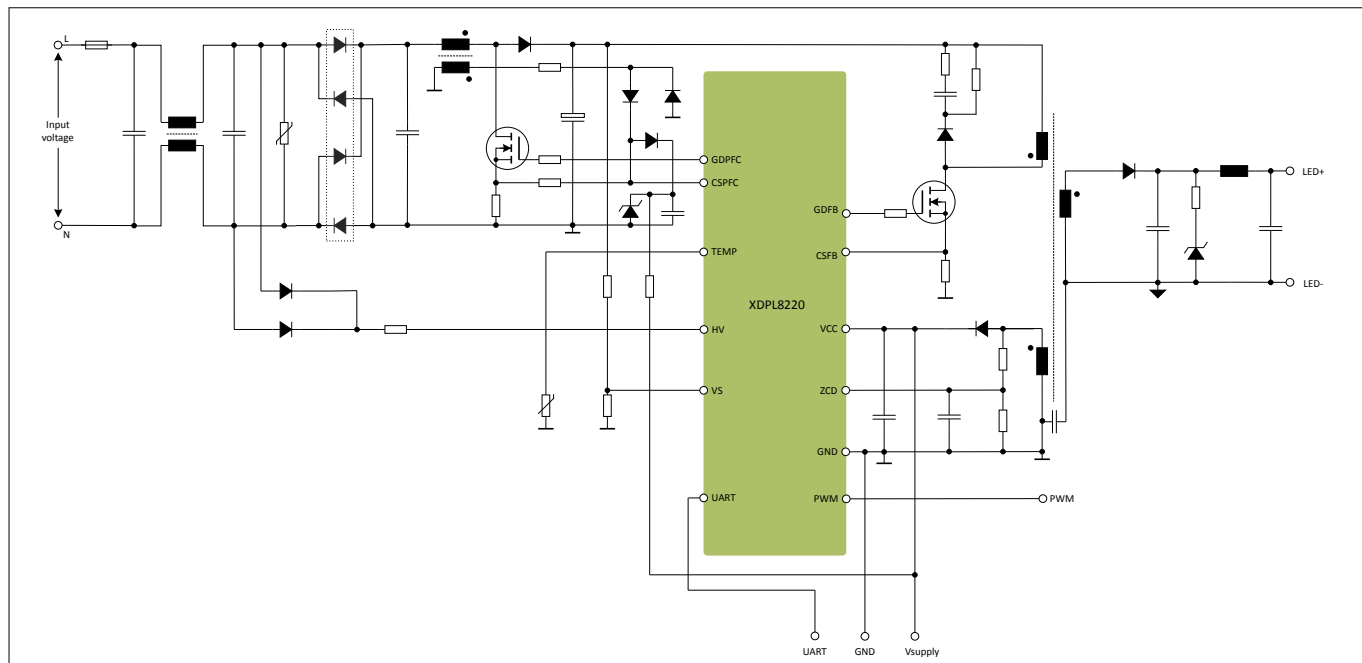 L
Input
voltage
N
GDPFC
CSPFC
TEMP
HV
VS
UART
XDPL8220
GDFB
CSFB
VCC
ZCD
GND
PWM
PWM
LED+
LED-
UART
GND
Vsupply